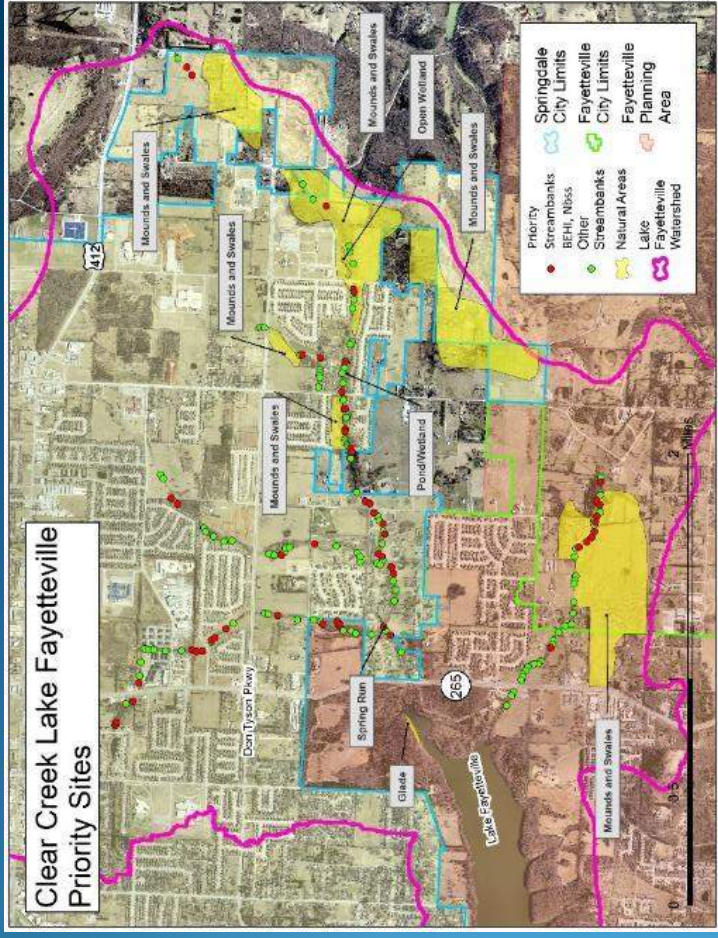 Clear Creek Lake Fayetteville
Priority Sites
412
Mounds and Swales
Mounds and Swales
Mounds and Swales
Open Wetland
Mounds and Swales
Mounds and Swales
Pond/Wetland
Don Tyson Pkwy
Spring Run
265
Glade
Lake Fayetteville
Mounds and Swales
Priority
Streambanks
BEHI, Nbss
Other
Streambanks
Natural Areas
Lake
Fayetteville
Watershed
Springdale
City Limits
Fayetteville
City Limits
Fayetteville
Planning
Area
0 0.5 2 Miles